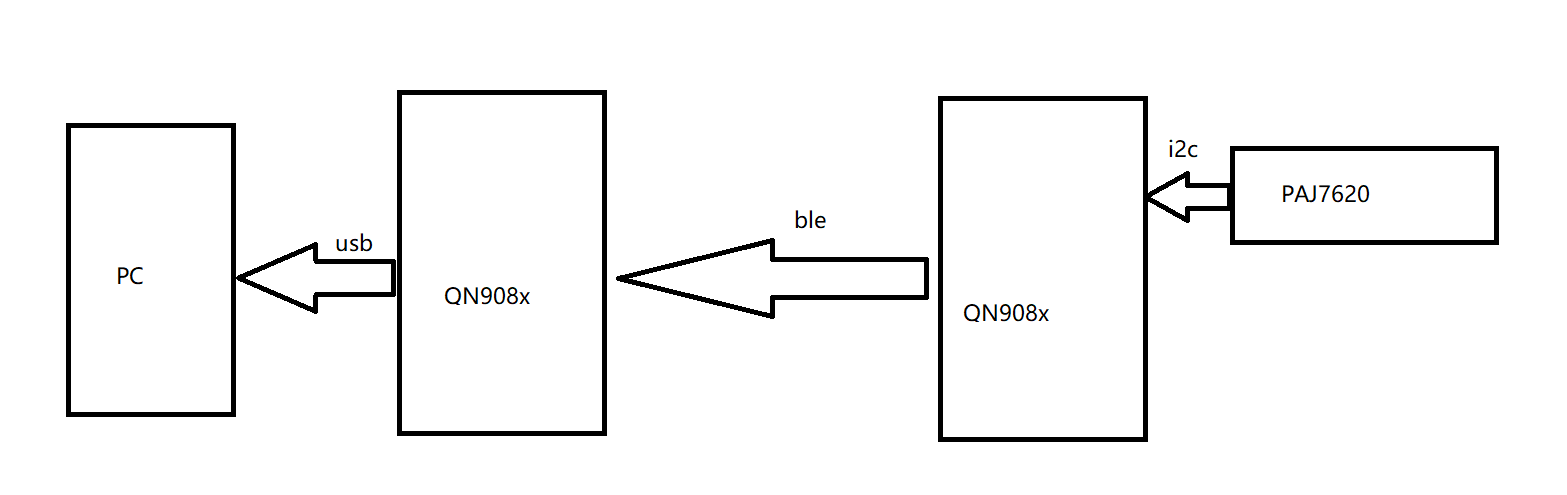 PC
usb
QN908x
ble
QN908x
i2c
PAJ7620